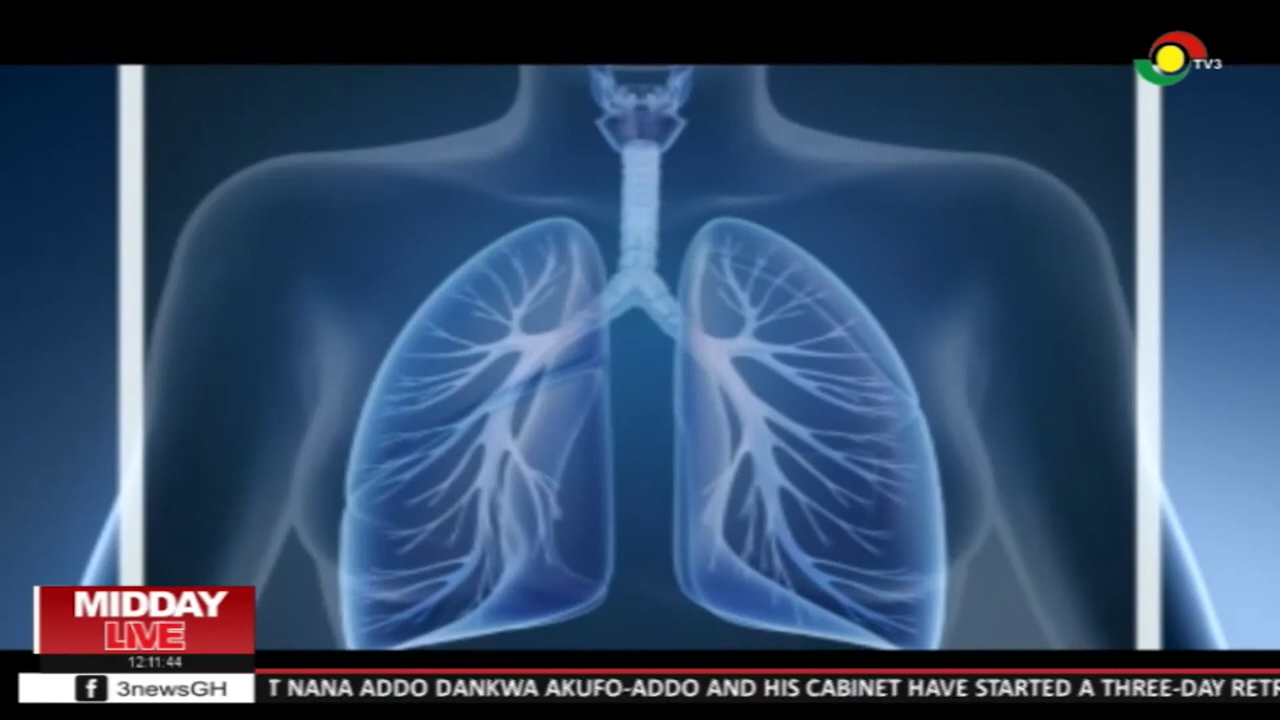 TV3
MIDDAY
LIVE
12:11:44
3newsGH
T NANA ADDO DANKWA AKUFO-ADDO AND HIS CABINET HAVE STARTED A THREE-DAY RETR